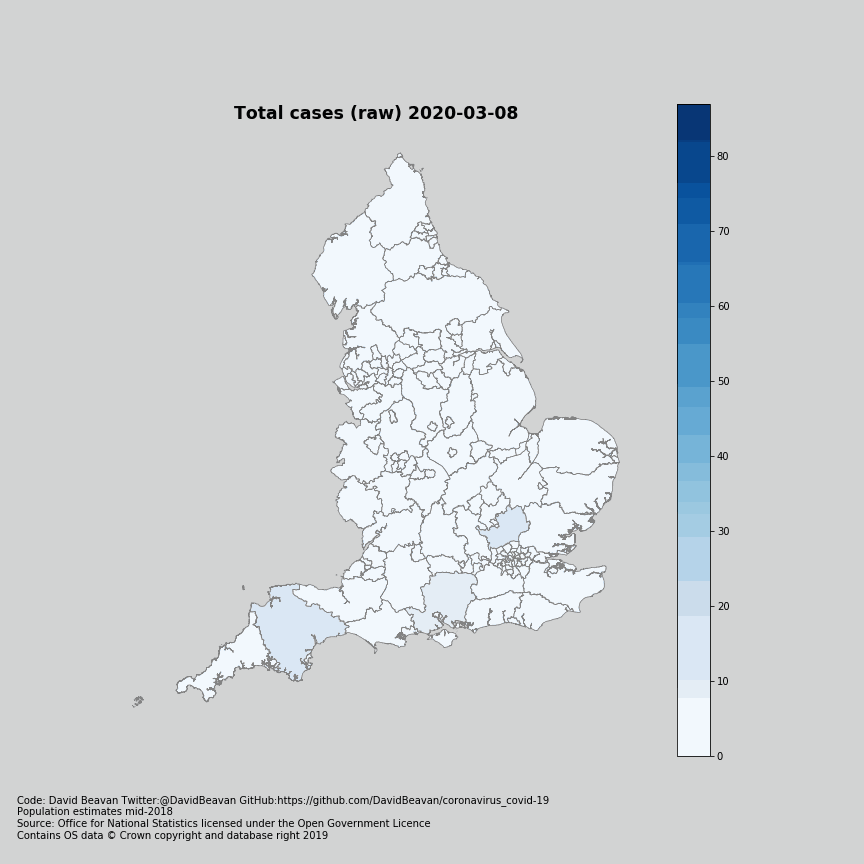 Total cases (raw) 2020-03-08
80
70
60
50
40
30
20
10
0
Code: David Beavan Twitter:@DavidBeavan GitHub:https://github.com/DavidBeavan/coronavirus_covid-19
Population estimates mid-2018
Source: Office for National Statistics licensed under the Open Government Licence
Contains OS data © Crown copyright and database right 2019